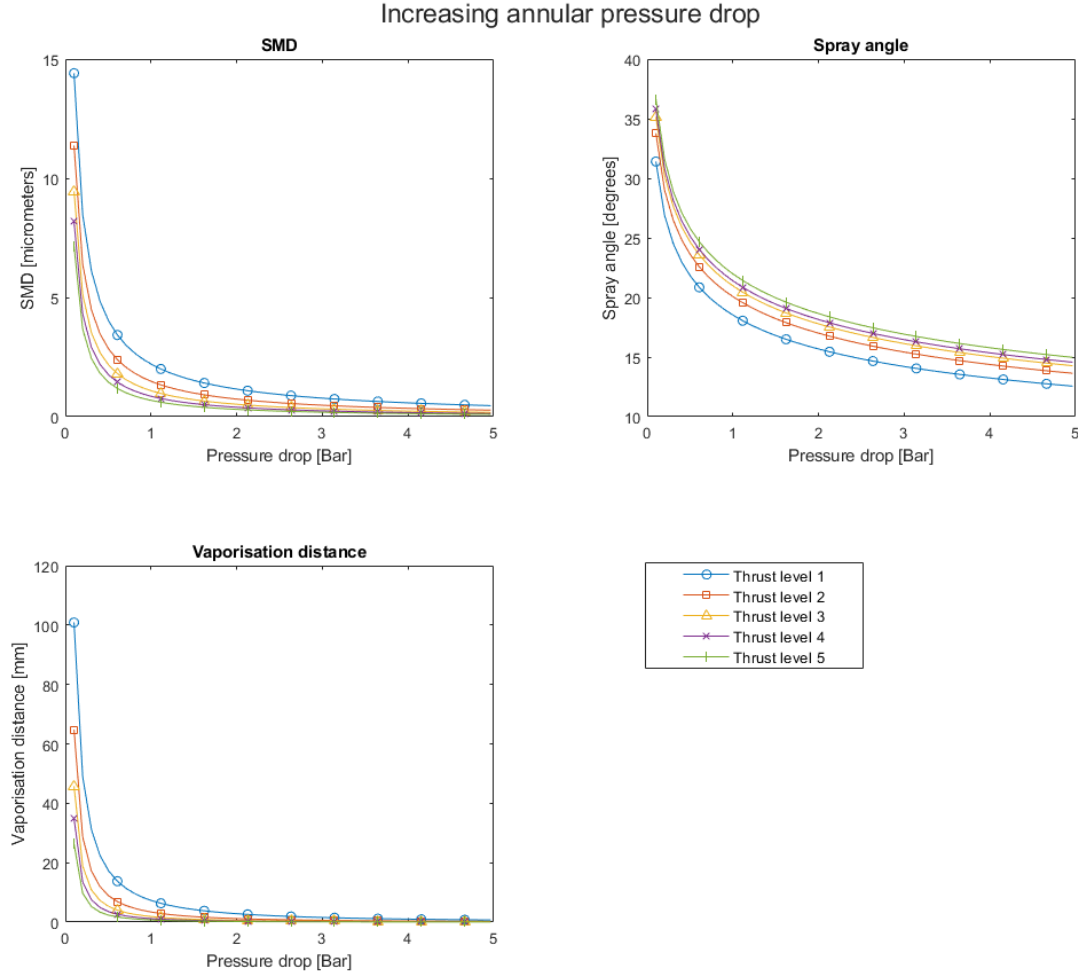 Increasing annular pressure drop
SMD
15
10
5
0
SMD [micrometers]
0 1 2 3 4 5
Pressure drop [Bar]
Spray angle
40
35
30
25
20
15
10
Spray angle [degrees]
0 1 2 3 4 5
Pressure drop [Bar]
Vaporisation distance
120
100
80
60
40
20
0
Vaporisation distance [mm]
0 1 2 3 4 5
Pressure drop [Bar]
Thrust level 1
Thrust level 2
Thrust level 3
Thrust level 4
Thrust level 5